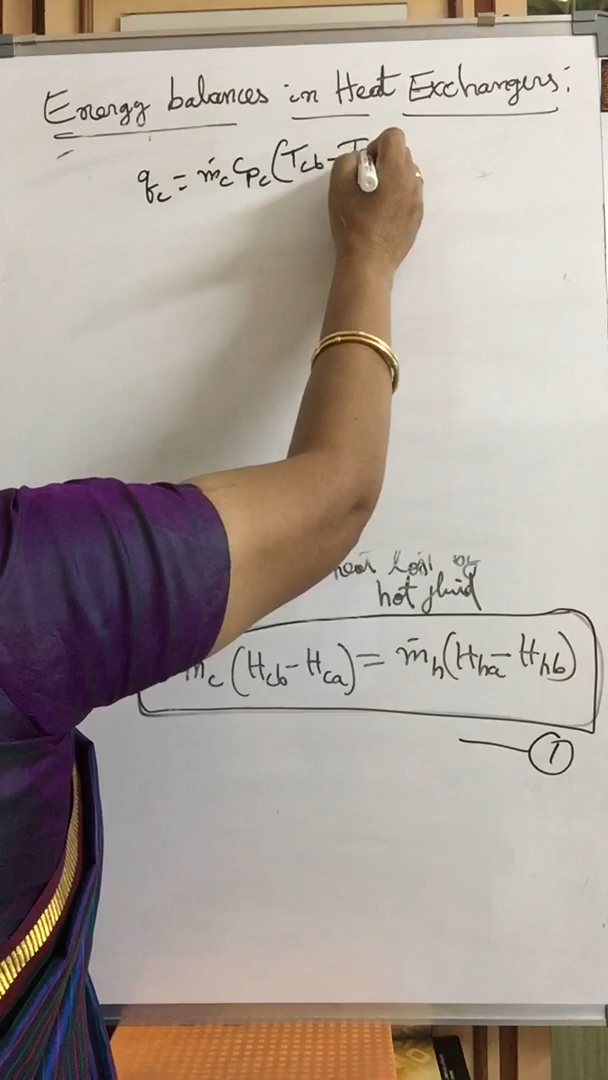 Energy balances in Heat Exchangers:
q_c = ṁ_c C_pc (T_cb - T
heat loss by
hot fluid
ṁ_c (H_cb - H_ca) = ṁ_h (H_ha - H_hb)
1